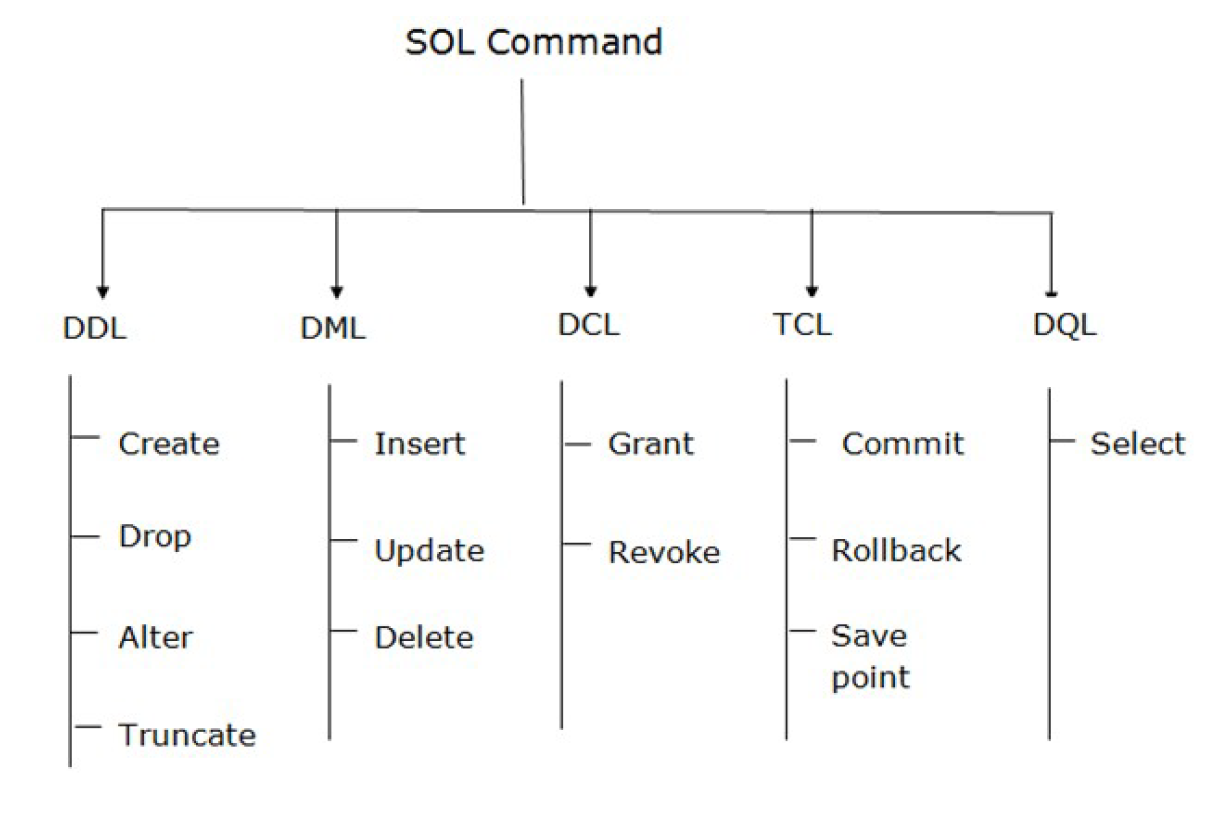 SOL Command
DDL
DML
DCL
TCL
DQL
Create
Drop
Alter
Truncate
Insert
Update
Delete
Grant
Revoke
Commit
Rollback
Save
point
Select